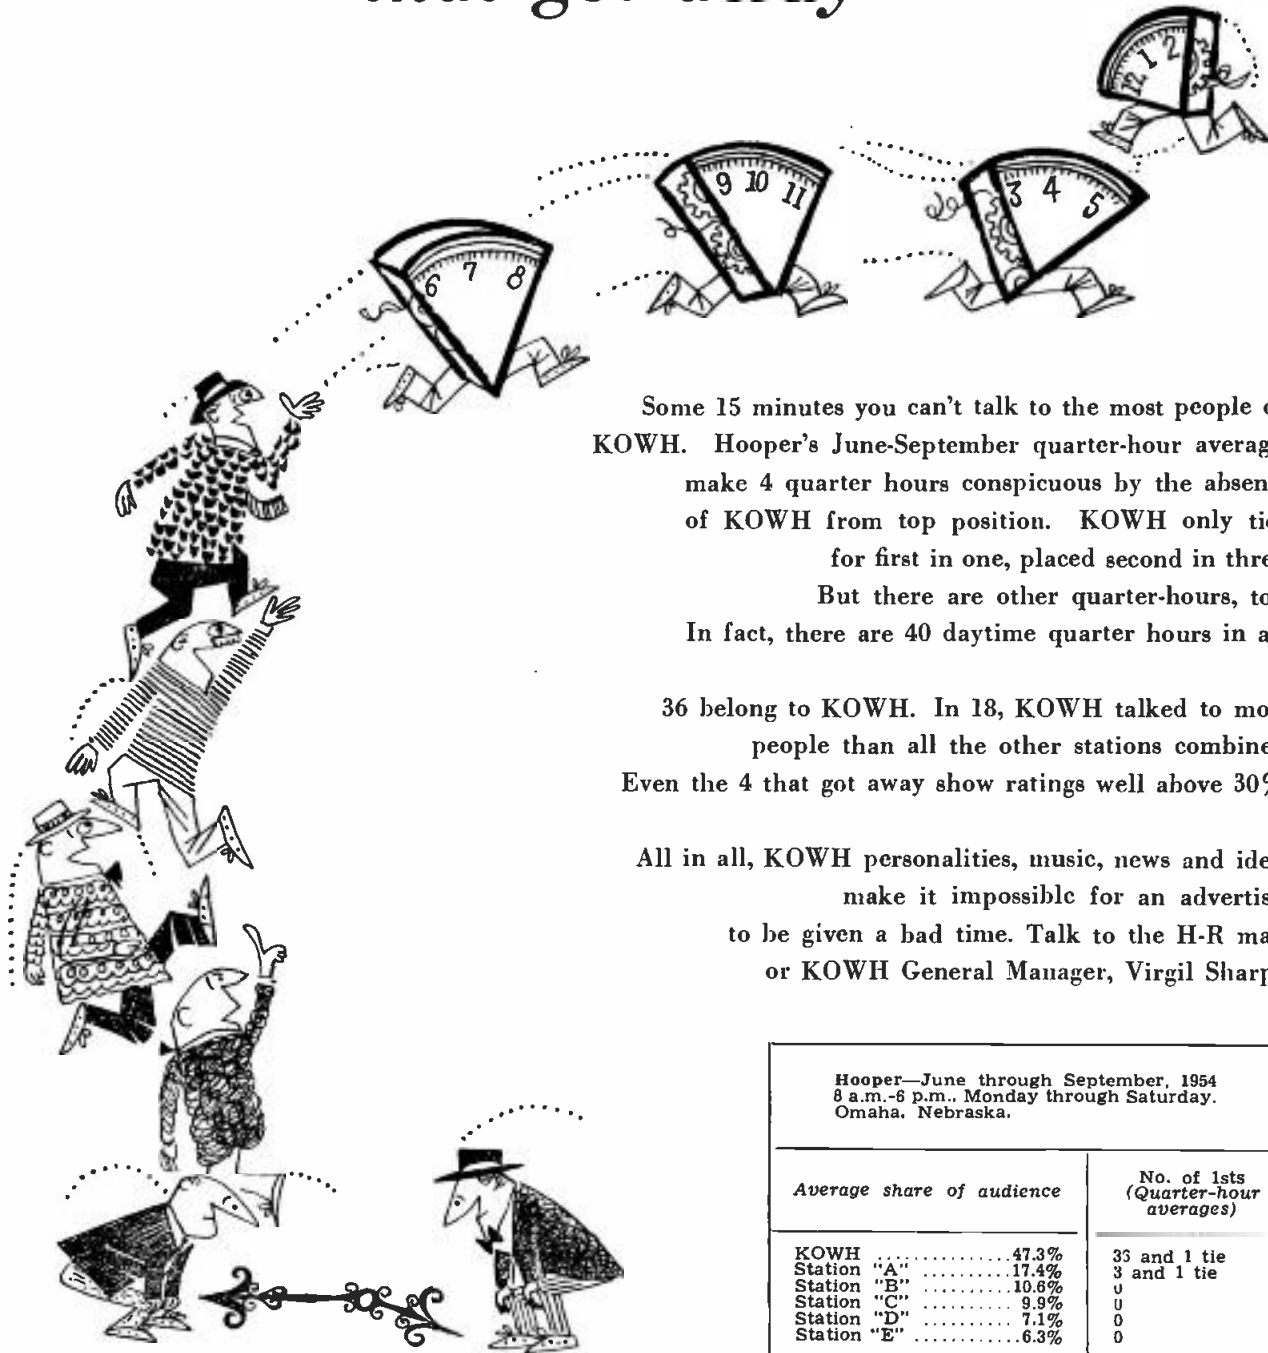 that got away
12 1 2
9 10 11
3 4 5
6 7 8
Some 15 minutes you can't talk to the most people
KOWH. Hooper's June-September quarter-hour averag
make 4 quarter hours conspicuous by the absen
of KOWH from top position. KOWH only ti
for first in one, placed second in thre
But there are other quarter-hours, to
In fact, there are 40 daytime quarter hours in a
36 belong to KOWH. In 18, KOWH talked to mo
people than all the other stations combine
Even the 4 that got away show ratings well above 30%
All in all, KOWH personalities, music, news and ide
make it impossible for an advertis
to be given a bad time. Talk to the H-R ma
or KOWH General Manager, Virgil Sharp
Hooper—June through September, 1954
8 a.m.-6 p.m., Monday through Saturday.
Omaha, Nebraska.
Average share of audience
No. of 1sts
(Quarter-hour
averages)
KOWH ...............47.3% 33 and 1 tie
Station "A" ..........17.4% 3 and 1 tie
Station "B" ..........10.6% 0
Station "C" .......... 9.9% 0
Station "D" .......... 7.1% 0
Station "E" ............6.3% 0